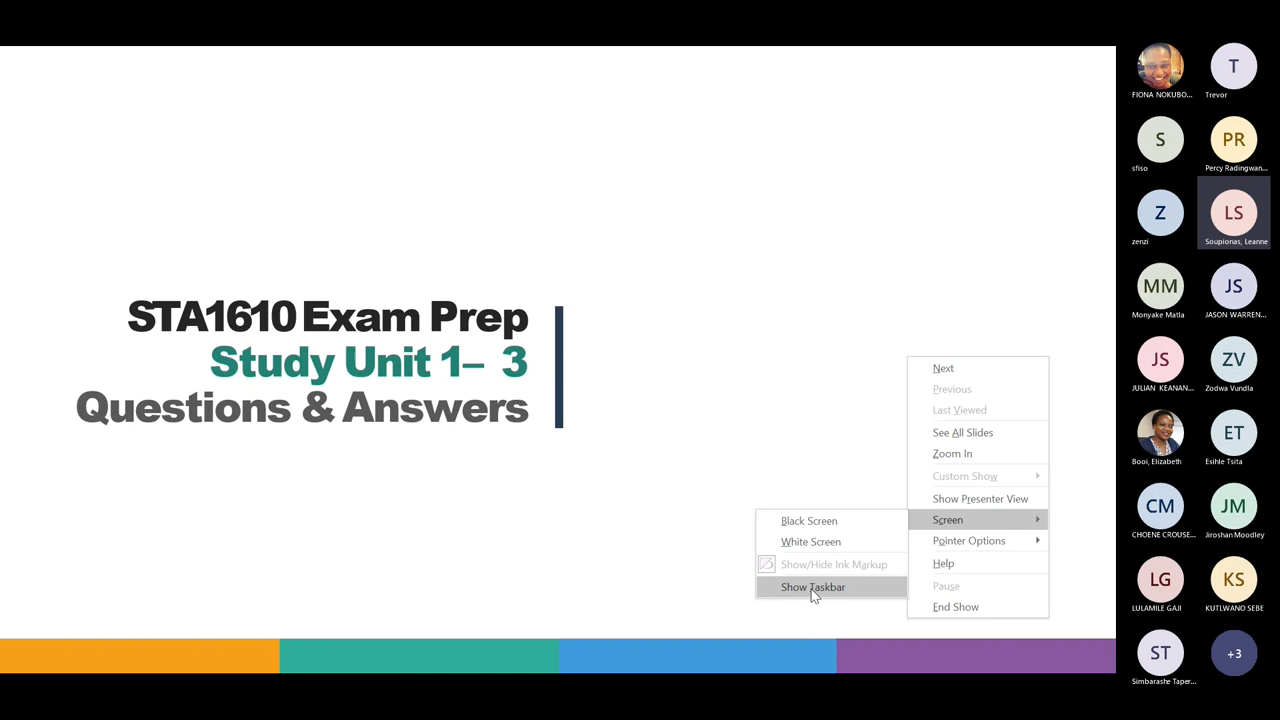 STA1610 Exam Prep
Study Unit 1– 3
Questions & Answers
Next
Previous
Last Viewed
See All Slides
Zoom In
Custom Show
Show Presenter View
Screen
Pointer Options
Help
Pause
End Show
Black Screen
White Screen
Show/Hide Ink Markup
Show Taskbar
FIONA NOKUBO...
T
Trevor
S
sfiso
PR
Percy Radingwan...
Z
zenzi
LS
Soupionas, Leanne
MM
Monyake Matla
JS
JASON WARREN...
JS
JULIAN KEANAN...
ZV
Zodwa Vundla
Booi, Elizabeth
ET
Esihle Tsita
CM
CHOENE CROUSE...
JM
Jiroshan Moodley
LG
LULAMILE GAJI
KS
KUTLWANO SEBE
ST
Simbarashe Taper...
+3